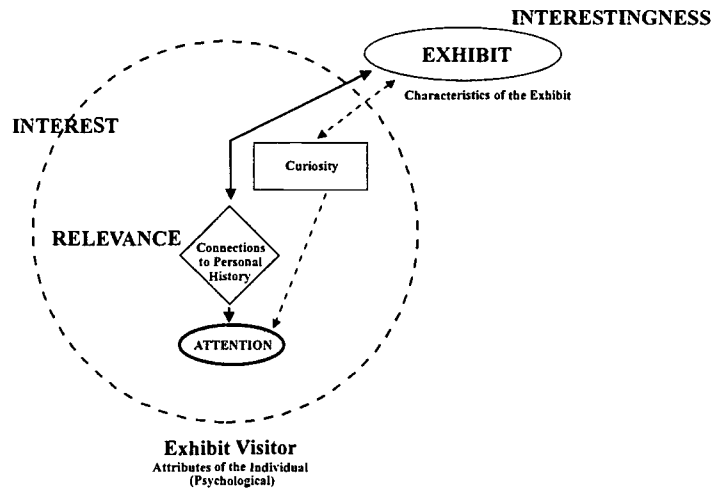 INTERESTINGNESS
EXHIBIT
Characteristics of the Exhibit
INTEREST
Curiosity
RELEVANCE
Connections
to Personal
History
ATTENTION
Exhibit Visitor
Attributes of the Individual
(Psychological)